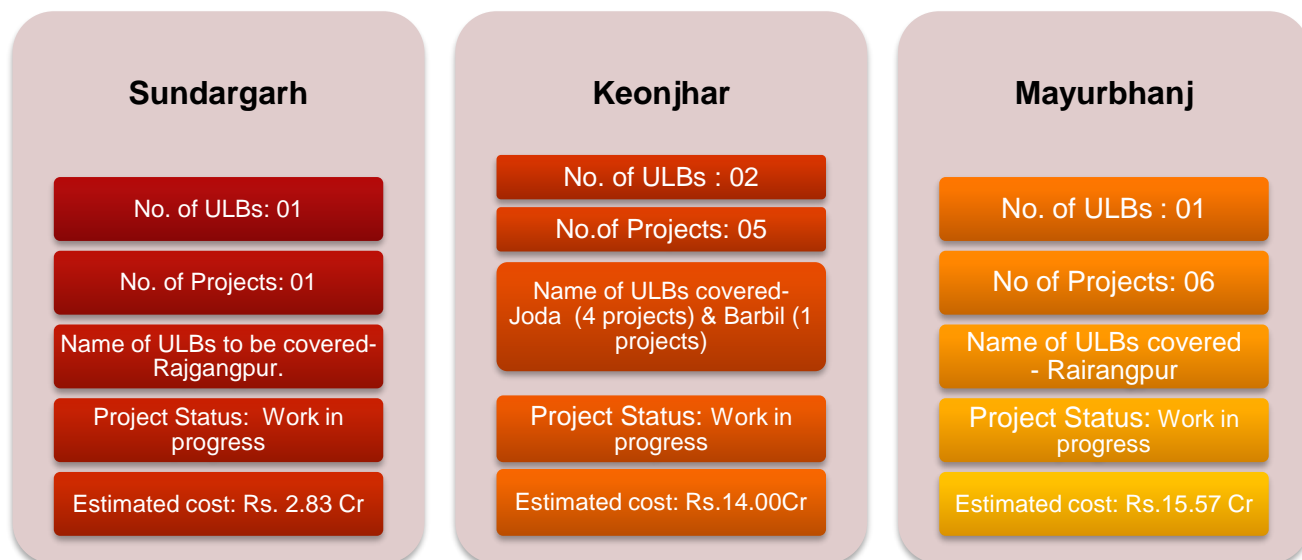 Sundargarh
No. of ULBs: 01
No. of Projects: 01
Name of ULBs to be covered-
Rajgangpur.
Project Status: Work in
progress
Estimated cost: Rs. 2.83 Cr
Keonjhar
No. of ULBs : 02
No.of Projects: 05
Name of ULBs covered-
Joda (4 projects) & Barbil (1
projects)
Project Status: Work in
progress
Estimated cost: Rs.14.00Cr
Mayurbhanj
No. of ULBs : 01
No of Projects: 06
Name of ULBs covered
- Rairangpur
Project Status: Work in
progress
Estimated cost: Rs.15.57 Cr